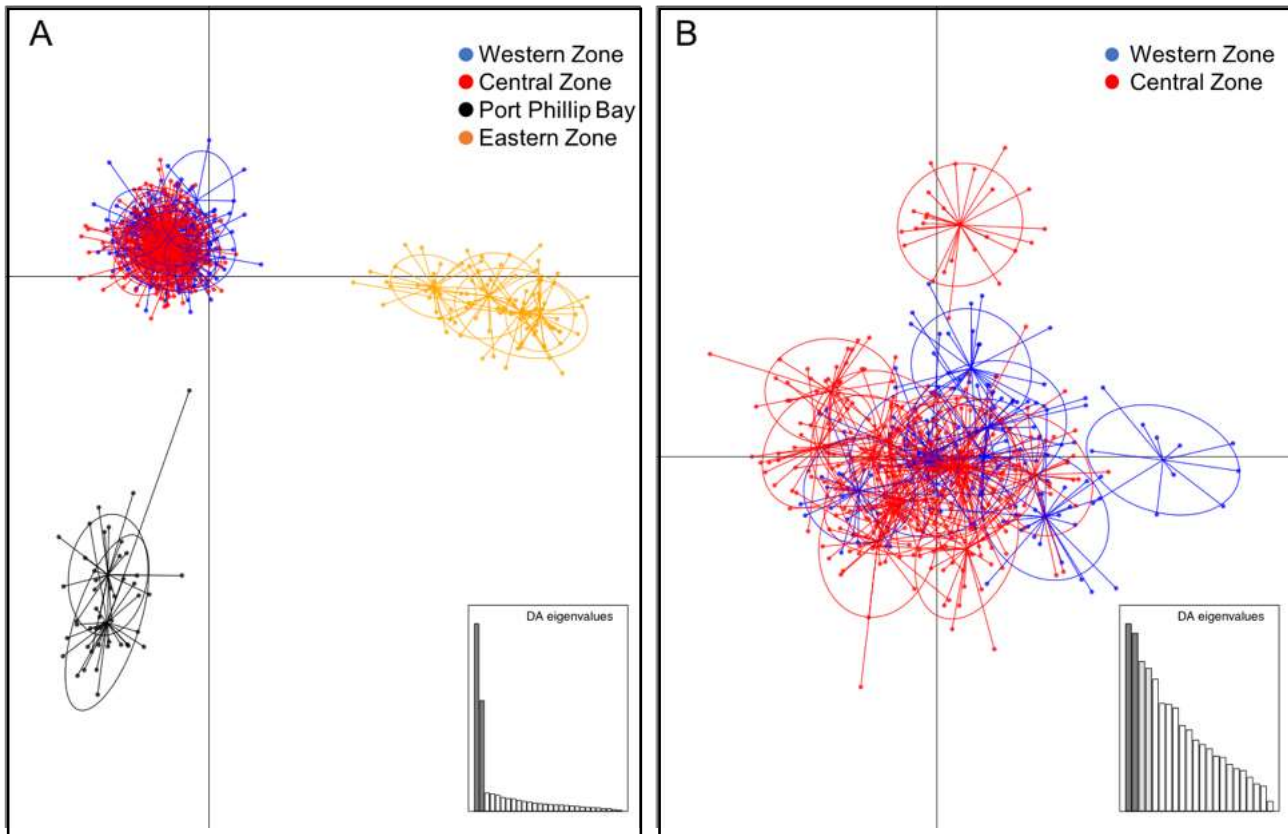 A
Western Zone
Central Zone
Port Phillip Bay
Eastern Zone
DA eigenvalues
B
Western Zone
Central Zone
DA eigenvalues